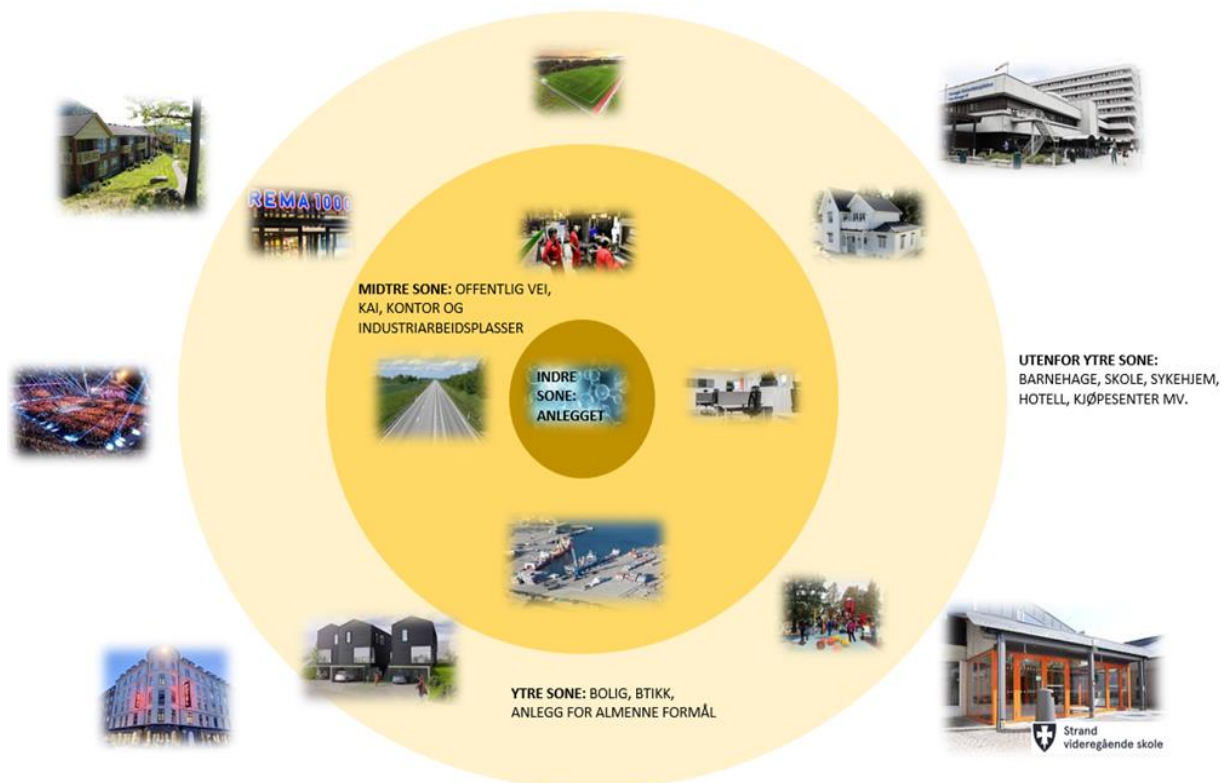 REMA 1000
MIDTRE SONE: OFFENTLIG VEI,
KAI, KONTOR OG
INDUSTRIARBEIDSPLASSER
INDRE
SONE:
ANLEGGET
UTENFOR YTRE SONE:
BARNEHAGE, SKOLE, SYKEHJEM,
HOTELL, KJØPESENTER MV.
YTRE SONE: BOLIG, BTIKK,
ANLEGG FOR ALMENNE FORMÅL
Strand
videregående skole